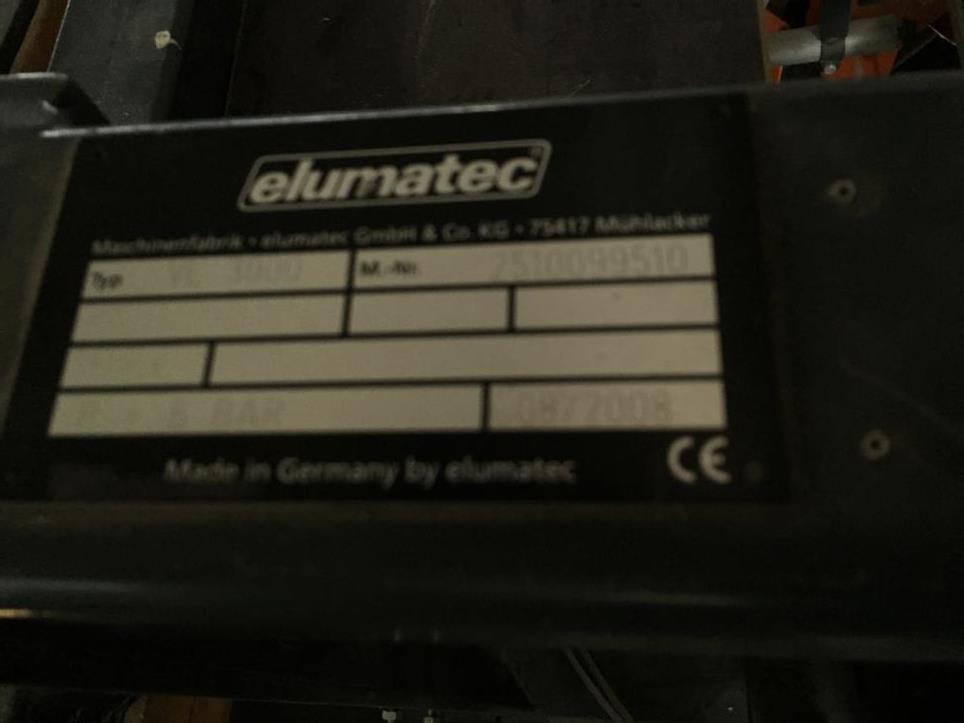 elumatec
Maschinenfabrik • elumatec GmbH & Co. KG • 75417 Mühlacker
Typ 3000 M.-Nr. 2510099510
BAR 08/2008
Made in Germany by elumatec CE